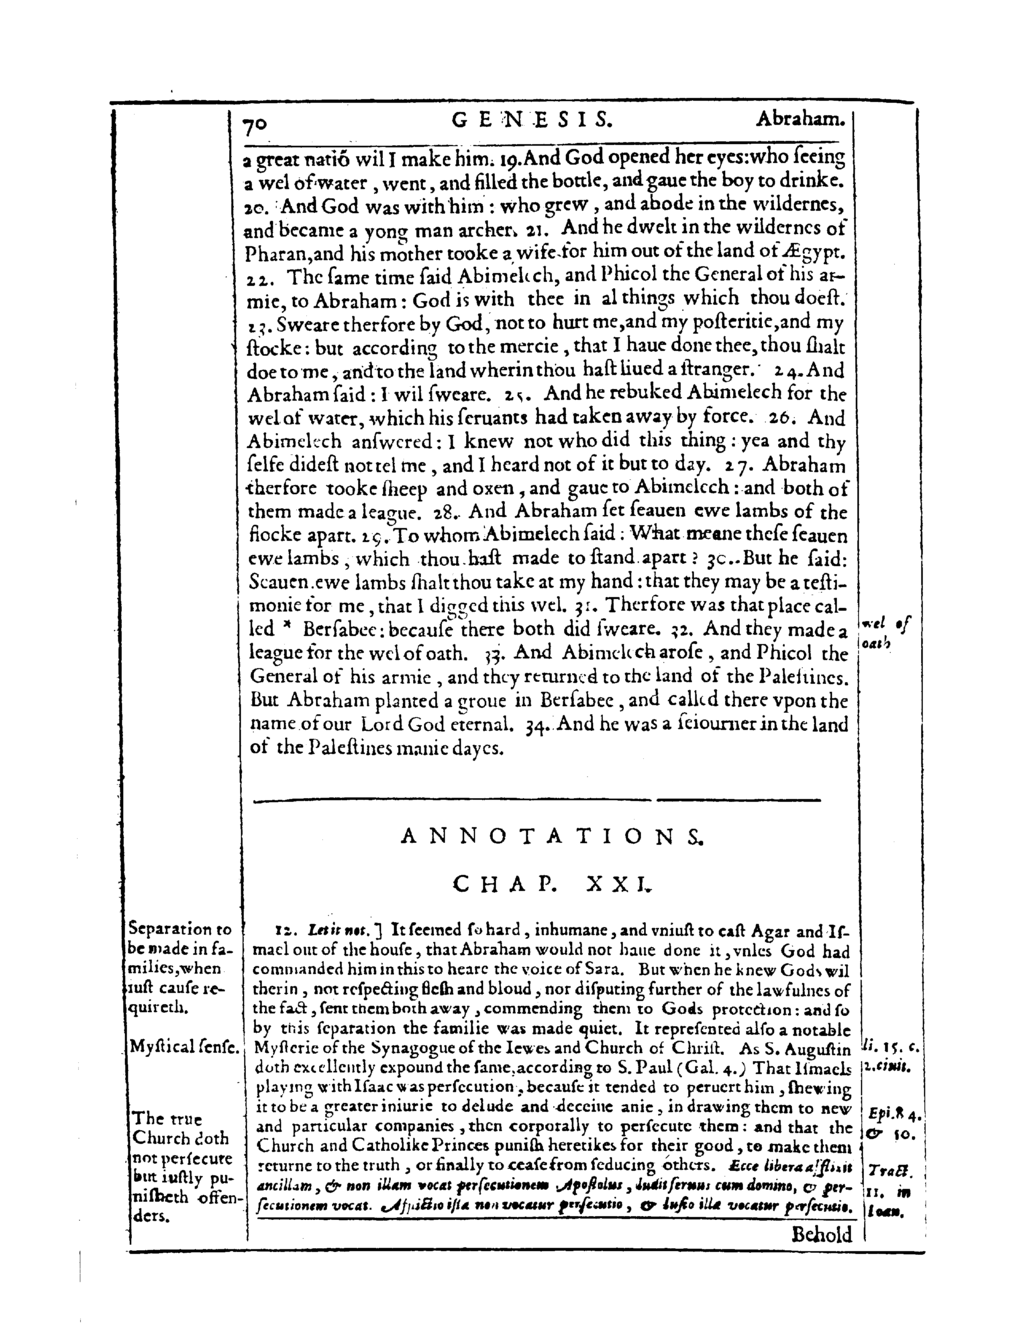 70 GENESIS. Abraham.
a great natiõ wil I make him. 19. And God opened her eyes: who ſeeing
a wel of water, went, and filled the bottle, and gaue the boy to drinke.
20. And God was with him: who grew, and abode in the wildernes,
and became a yong man archer. 21. And he dwelt in the wildernes of
Pharan, and his mother tooke a wife for him out of the land of Ægypt.
22. The ſame time ſaid Abimelech, and Phicol the General of his ar-
mie, to Abraham: God is with thee in al things which thou doeſt.
23. Sweare therfore by God, not to hurt me, and my poſteritie, and my
ſtocke: but according to the mercie, that I haue done thee, thou ſhalt
doe to me, and to the land wherin thou haſt liued a ſtranger. 24. And
Abraham ſaid: I wil ſweare. 25. And he rebuked Abimelech for the
wel of water, which his ſeruants had taken away by force. 26. And
Abimelech anſwered: I knew not who did this thing: yea and thy
ſelfe dideſt not tel me, and I heard not of it but to day. 27. Abraham
therfore tooke ſheep and oxen, and gaue to Abimelech: and both of
them made a league. 28. And Abraham ſet ſeauen ewe lambs of the
flocke apart. 29. To whom Abimelech ſaid: What meane theſe ſeauen
ewe lambs, which thou haſt made to ſtand apart? 30. But he ſaid:
Seauen ewe lambs ſhalt thou take at my hand: that they may be a teſti-
monie for me, that I digged this wel. 31. Therfore was that place cal-
led * Berſabee: becauſe there both did ſweare. 32. And they made a
league for the wel of oath. 33. And Abimelech aroſe, and Phicol the
General of his armie, and they returned to the land of the Paleſtines.
But Abraham planted a groue in Berſabee, and called there vpon the
name of our Lord God eternal. 34. And he was a ſeiourner in the land
of the Paleſtines manie dayes.
wel of
oath
ANNOTATIONS.
CHAP. XXI.
12. Let it not.] It ſeemed ſo hard, inhumane, and vniuſt to caſt Agar and Iſ-
mael out of the houſe, that Abraham would not haue done it, vnles God had
commanded him in this to heare the voice of Sara. But when he knew Gods wil
therin, not reſpecting fleſh and bloud, nor diſputing further of the lawfulnes of
the fact, ſent them both away, commending them to Gods protection: and ſo
by this ſeparation the familie was made quiet. It repreſented alſo a notable
Myſterie of the Synagogue of the Iewes and Church of Chriſt. As S. Auguſtin
doth excellently expound the ſame, according to S. Paul (Gal. 4.) That Iſmaels
playing with Iſaac was perſecution, becauſe it tended to peruert him, ſhewing
it to be a greater iniurie to delude and deceiue anie, in drawing them to new
and particular companies, then corporally to perſecute them: and that the
Church and Catholike Princes puniſh heretikes for their good, to make them
returne to the truth, or finally to ceaſe from ſeducing others. Ecce libera afflixit
ancillam, & non illam vocat perſecutionem Apoſtolus, ludit ſeruus cum domino, & per-
ſecutionem vocat. Afflictio iſta non vocatur perſecutio, & luſio illa vocatur perſecutio.
Behold
Separation to
be made in fa-
milies, when
iuſt cauſe re-
quireth.
Myſtical ſenſe.
The true
Church doth
not perſecute
but iuſtly pu-
niſheth offen-
ders.
li. 15. c.
2. ciuit.
Epi. 84.
& 50.
Tract.
11. in
Ioan.